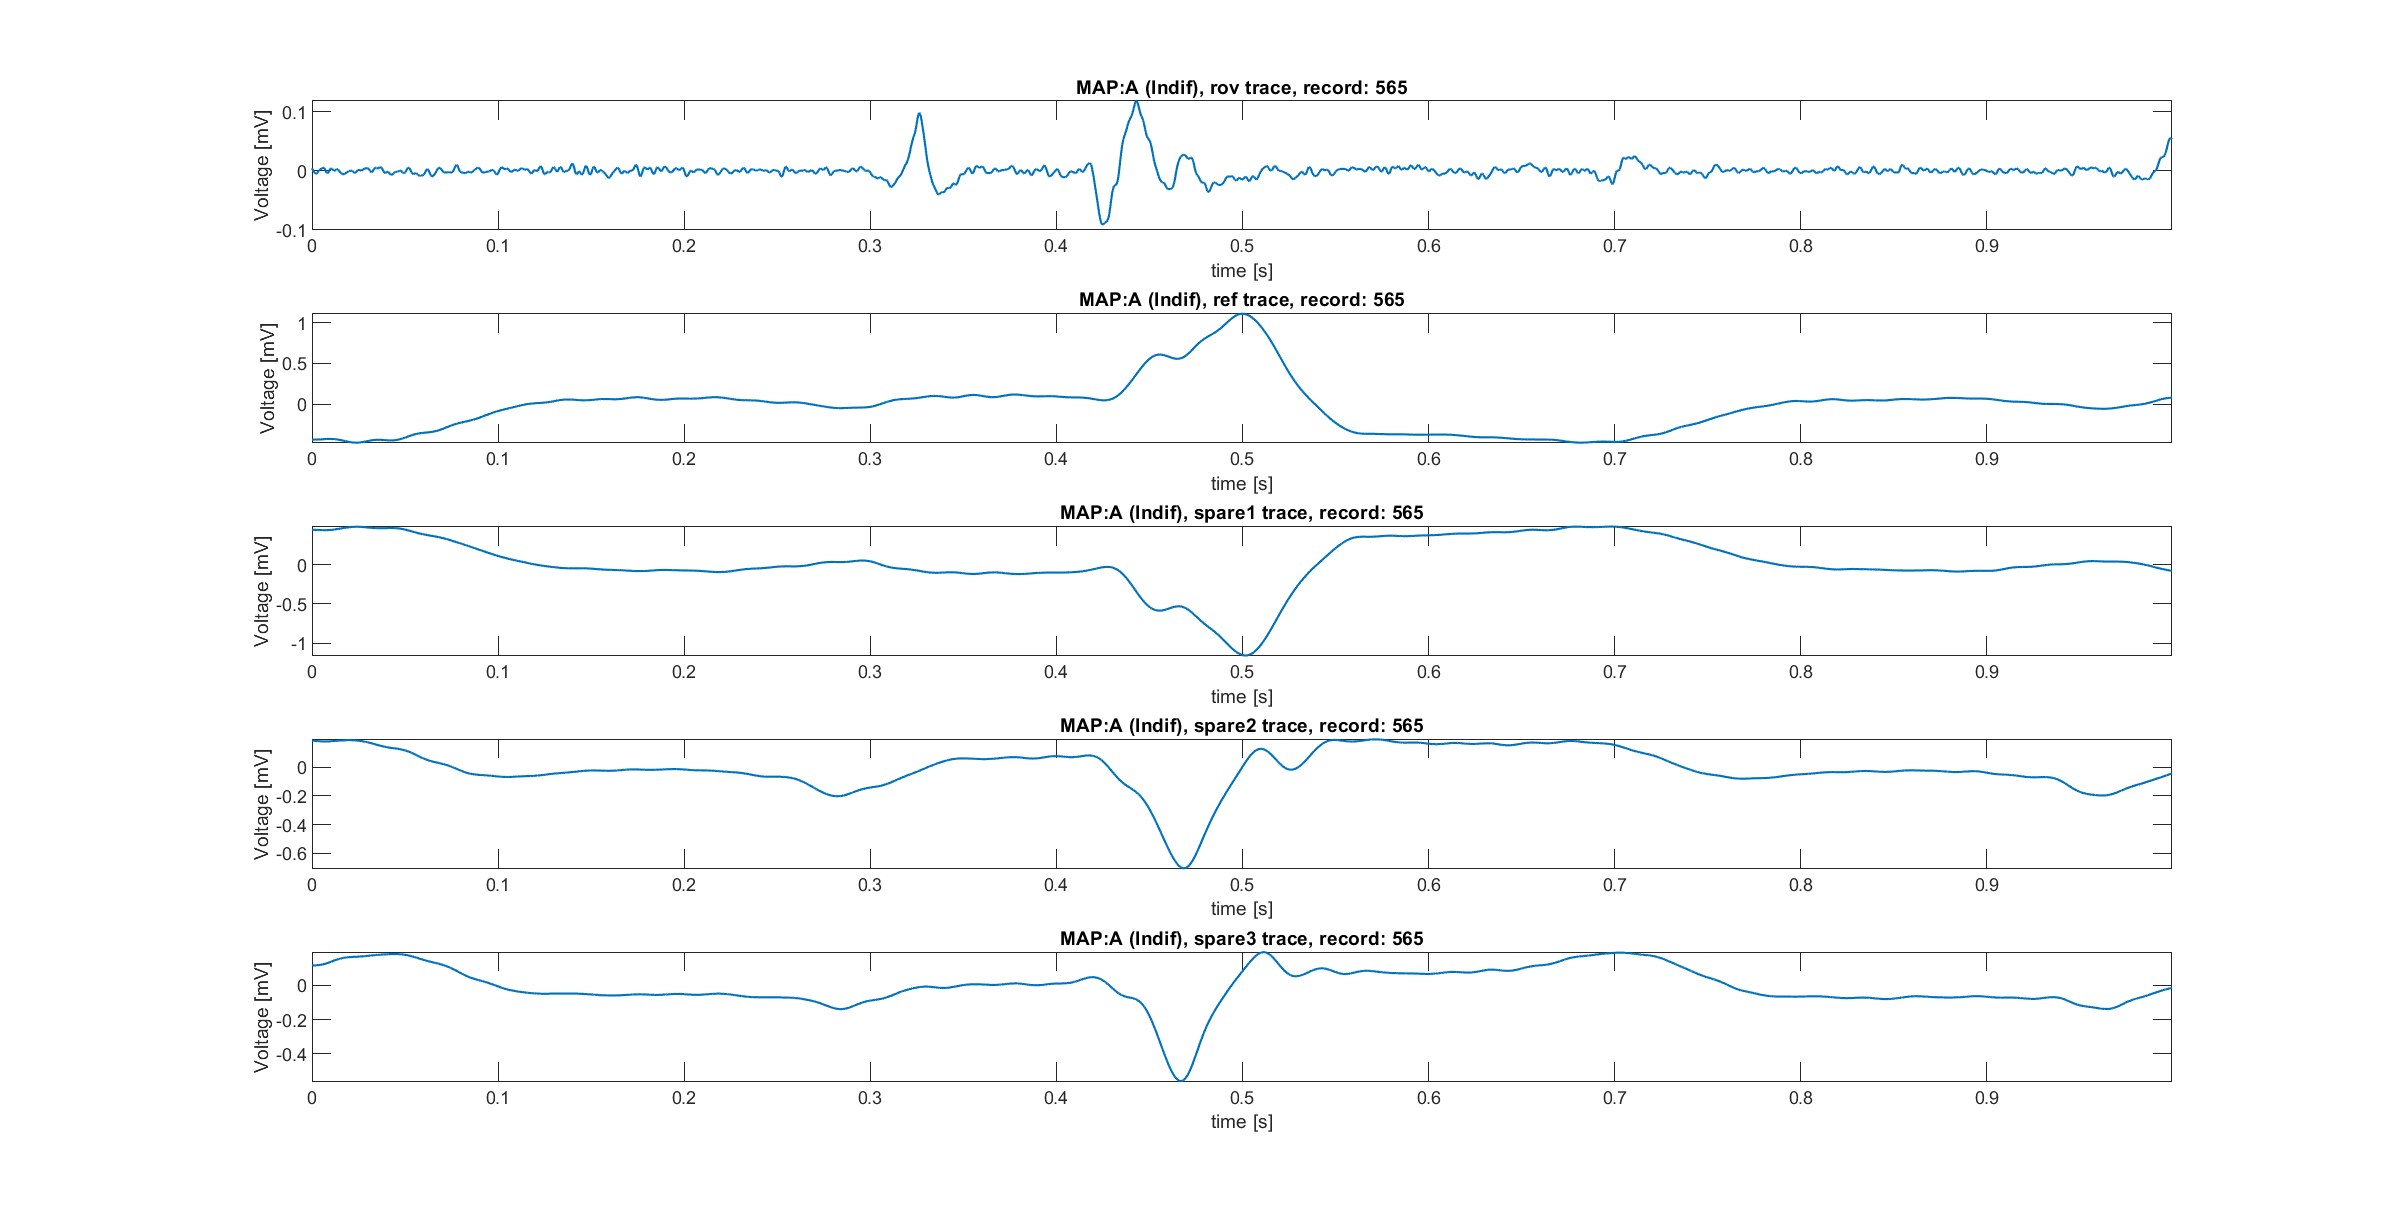 MAP:A (Indif), rov trace, record: 565
Voltage [mV]
0.1
0
-0.1
0 0.1 0.2 0.3 0.4 0.5 0.6 0.7 0.8 0.9
time [s]
MAP:A (Indif), ref trace, record: 565
Voltage [mV]
1
0.5
0
0 0.1 0.2 0.3 0.4 0.5 0.6 0.7 0.8 0.9
time [s]
MAP:A (Indif), spare1 trace, record: 565
Voltage [mV]
0
-0.5
-1
0 0.1 0.2 0.3 0.4 0.5 0.6 0.7 0.8 0.9
time [s]
MAP:A (Indif), spare2 trace, record: 565
Voltage [mV]
0
-0.2
-0.4
-0.6
0 0.1 0.2 0.3 0.4 0.5 0.6 0.7 0.8 0.9
time [s]
MAP:A (Indif), spare3 trace, record: 565
Voltage [mV]
0
-0.2
-0.4
0 0.1 0.2 0.3 0.4 0.5 0.6 0.7 0.8 0.9
time [s]